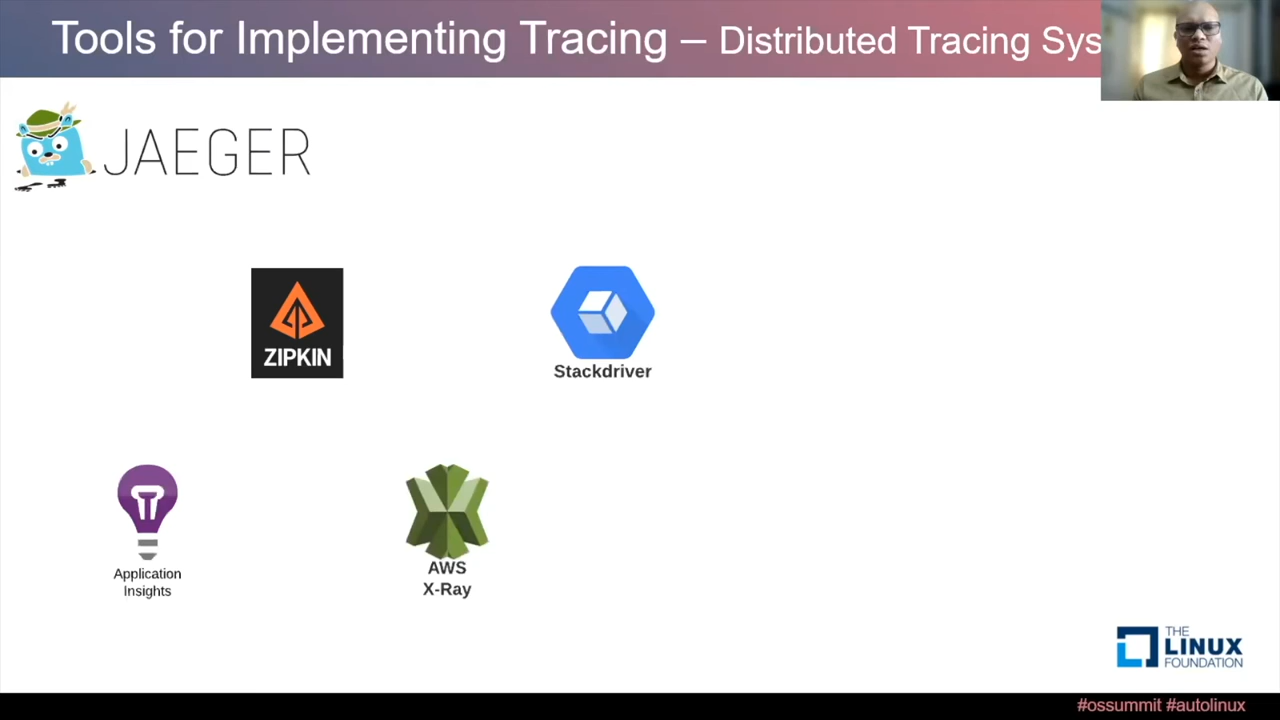 Tools for Implementing Tracing – Distributed Tracing Sys
JAEGER
ZIPKIN
Stackdriver
Application
Insights
AWS
X-Ray
THE
LINUX
FOUNDATION
#ossummit #autolinux